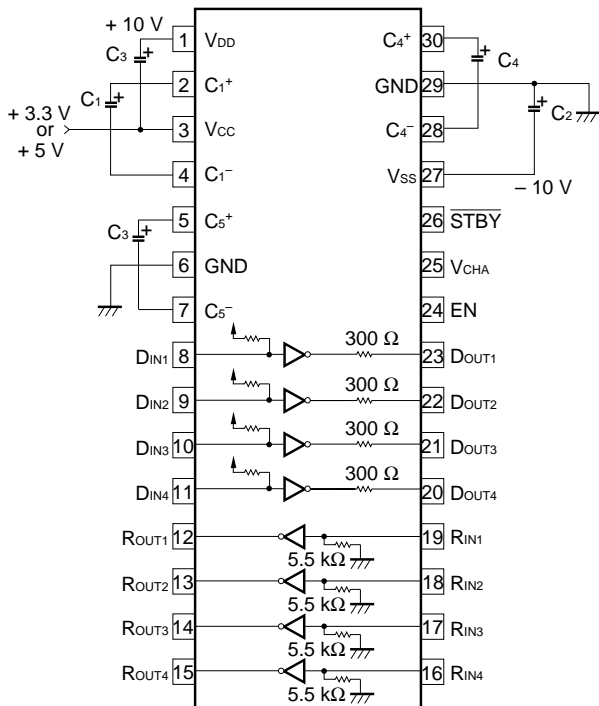 + 10 V
C3
1 VDD
C4+ 30
C4
C1
2 C1+
GND 29
+ 3.3 V
or
+ 5 V
3 VCC
C4− 28
C2
4 C1−
VSS 27
− 10 V
C3
5 C5+
STBY 26
6 GND
25 VCHA
7 C5−
24 EN
DIN1 8
300 Ω
23 DOUT1
DIN2 9
300 Ω
22 DOUT2
DIN3 10
300 Ω
21 DOUT3
DIN4 11
300 Ω
20 DOUT4
ROUT1 12
19 RIN1
5.5 kΩ
ROUT2 13
18 RIN2
5.5 kΩ
ROUT3 14
17 RIN3
5.5 kΩ
ROUT4 15
16 RIN4
5.5 kΩ